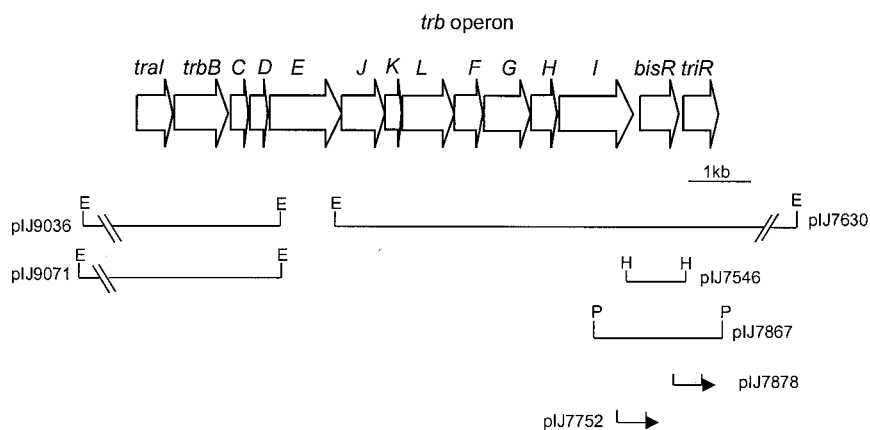 trb operon
traI trbB C D E J K L F G H I bisR triR
1kb
E E E E
pIJ9036 pIJ7630
E E
pIJ9071
H H
pIJ7546
P P
pIJ7867
pIJ7878
pIJ7752